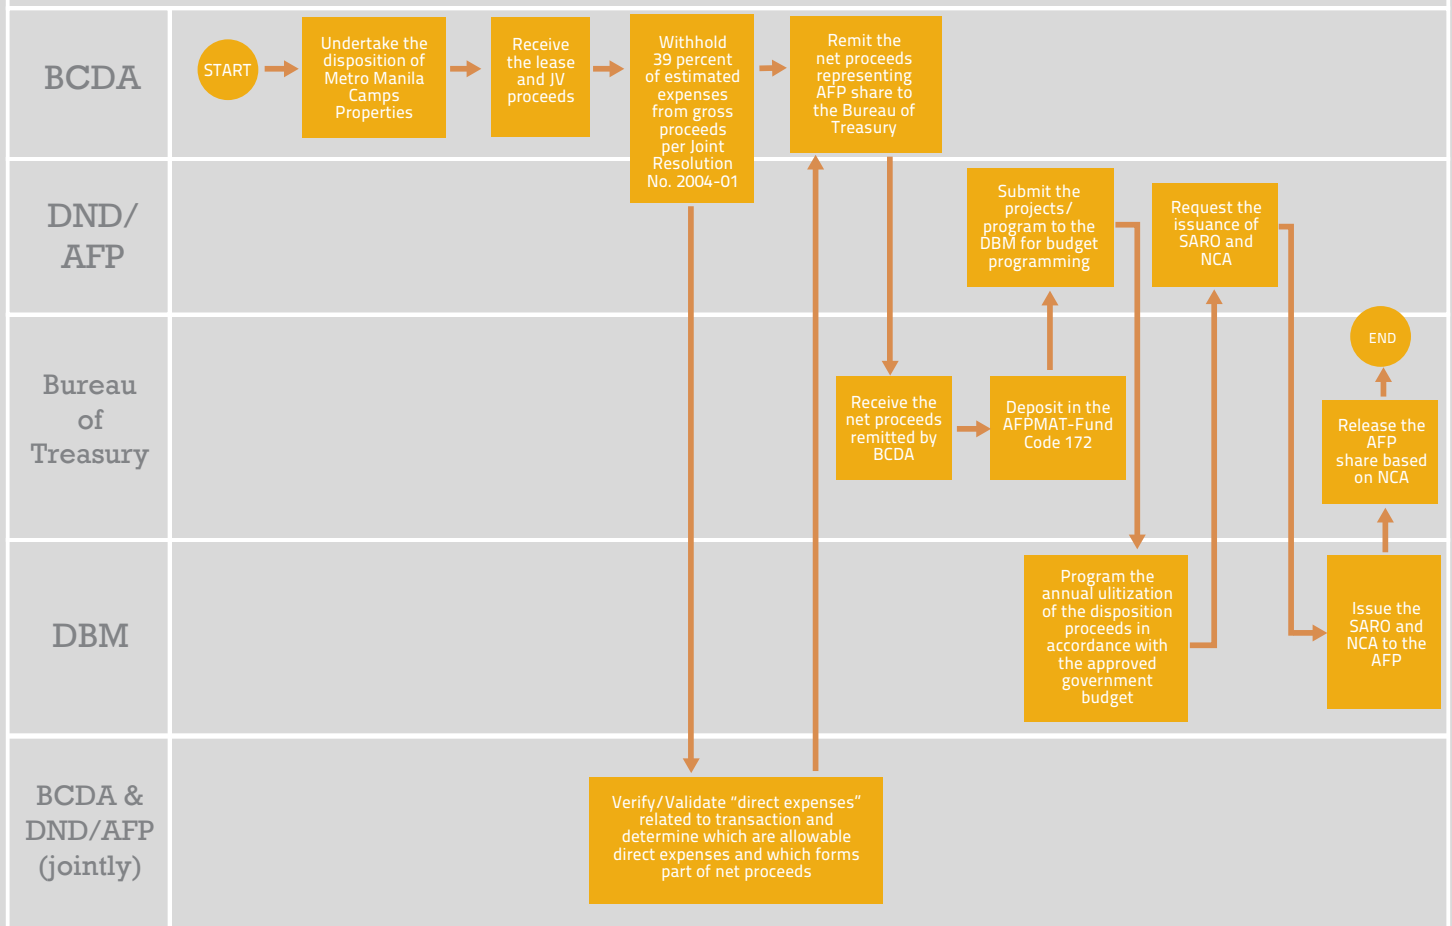 BCDA
START
Undertake the
disposition of
Metro Manila
Camps
Properties
Receive
the lease
and JV
proceeds
Withhold
39 percent
of estimated
expenses
from gross
proceeds
per Joint
Resolution
No. 2004-01
Remit the
net proceeds
representing
AFP share to
the Bureau of
Treasury
DND/
AFP
Submit the
projects/
program to the
DBM for budget
programming
Request the
issuance of
SARO and
NCA
Bureau
of
Treasury
Receive the
net proceeds
remitted by
BCDA
Deposit in the
AFPMAT-Fund
Code 172
END
Release the
AFP
share based
on NCA
DBM
Program the
annual ulitization
of the disposition
proceeds in
accordance with
the approved
government
budget
Issue the
SARO and
NCA to the
AFP
BCDA &
DND/AFP
(jointly)
Verify/Validate “direct expenses”
related to transaction and
determine which are allowable
direct expenses and which forms
part of net proceeds